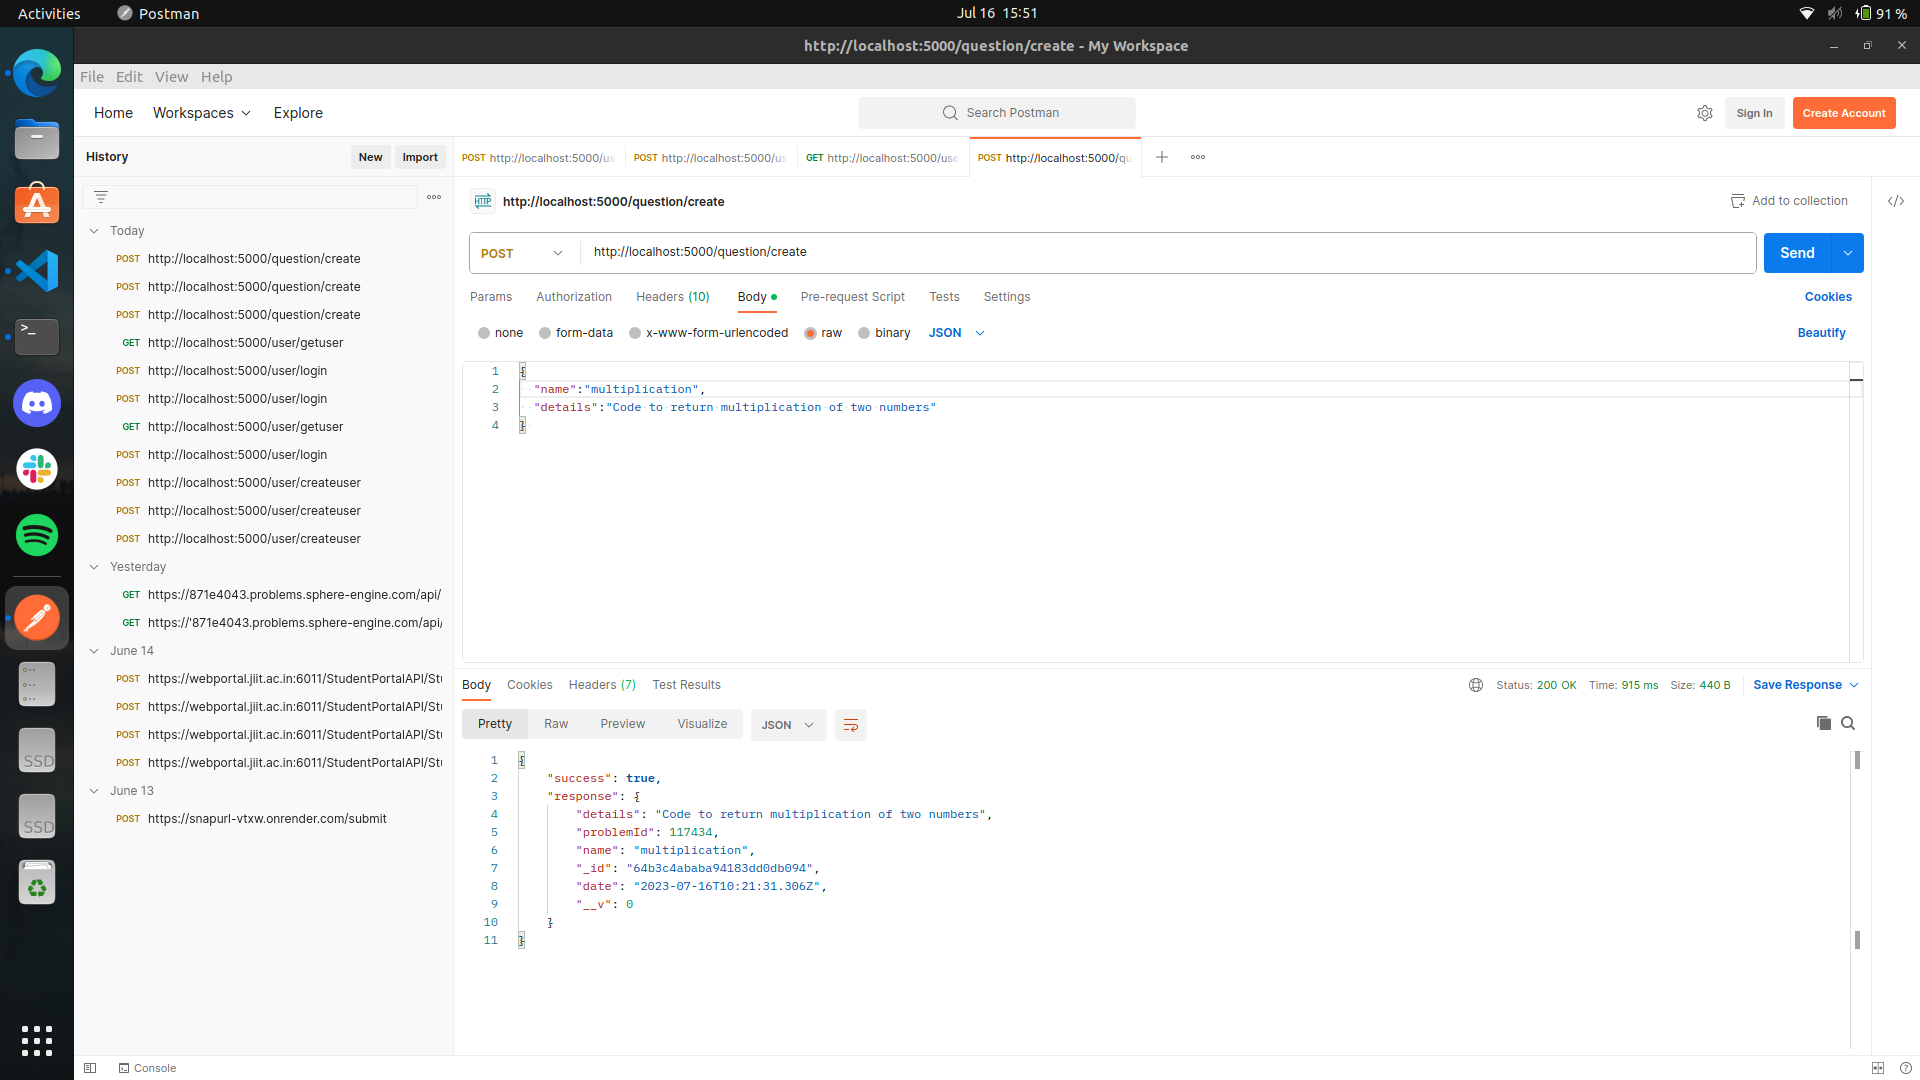 Activities
Postman
Jul 16 15:51
91 %
http://localhost:5000/question/create - My Workspace
File Edit View Help
Home Workspaces Explore
Search Postman
Sign In
Create Account
History
New
Import
POST http://localhost:5000/us
POST http://localhost:5000/us
GET http://localhost:5000/use
POST http://localhost:5000/qu
Today
POST http://localhost:5000/question/create
POST http://localhost:5000/question/create
POST http://localhost:5000/question/create
GET http://localhost:5000/user/getuser
POST http://localhost:5000/user/login
POST http://localhost:5000/user/login
GET http://localhost:5000/user/getuser
POST http://localhost:5000/user/login
POST http://localhost:5000/user/createuser
POST http://localhost:5000/user/createuser
POST http://localhost:5000/user/createuser
Yesterday
GET https://871e4043.problems.sphere-engine.com/api/
GET https://'871e4043.problems.sphere-engine.com/api/
June 14
POST https://webportal.jiit.ac.in:6011/StudentPortalAPI/Stu
POST https://webportal.jiit.ac.in:6011/StudentPortalAPI/Stu
POST https://webportal.jiit.ac.in:6011/StudentPortalAPI/Stu
POST https://webportal.jiit.ac.in:6011/StudentPortalAPI/Stu
June 13
POST https://snapurl-vtxw.onrender.com/submit
HTTP http://localhost:5000/question/create
Add to collection
</>
POST http://localhost:5000/question/create
Send
Params Authorization Headers (10) Body Pre-request Script Tests Settings
Cookies
none form-data x-www-form-urlencoded raw binary JSON
Beautify
1 {
2 "name":"multiplication",
3 "details":"Code to return multiplication of two numbers"
4 }
Body Cookies Headers (7) Test Results
Status: 200 OK Time: 915 ms Size: 440 B
Save Response
Pretty Raw Preview Visualize JSON
1 {
2 "success": true,
3 "response": {
4 "details": "Code to return multiplication of two numbers",
5 "problemId": 117434,
6 "name": "multiplication",
7 "_id": "64b3c4ababa94183dd0db094",
8 "date": "2023-07-16T10:21:31.306Z",
9 "__v": 0
10 }
11 }
SSD
SSD
Console